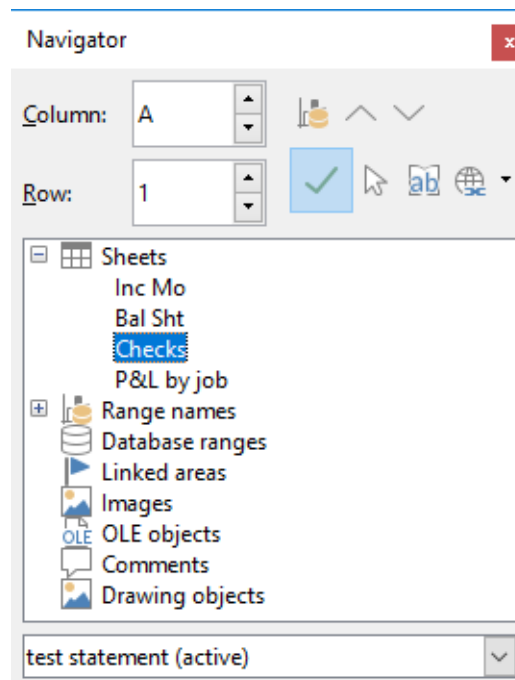 Navigator
x
Column: A
Row: 1
ab
Sheets
Inc Mo
Bal Sht
Checks
P&L by job
Range names
Database ranges
Linked areas
Images
OLE OLE objects
Comments
Drawing objects
test statement (active)